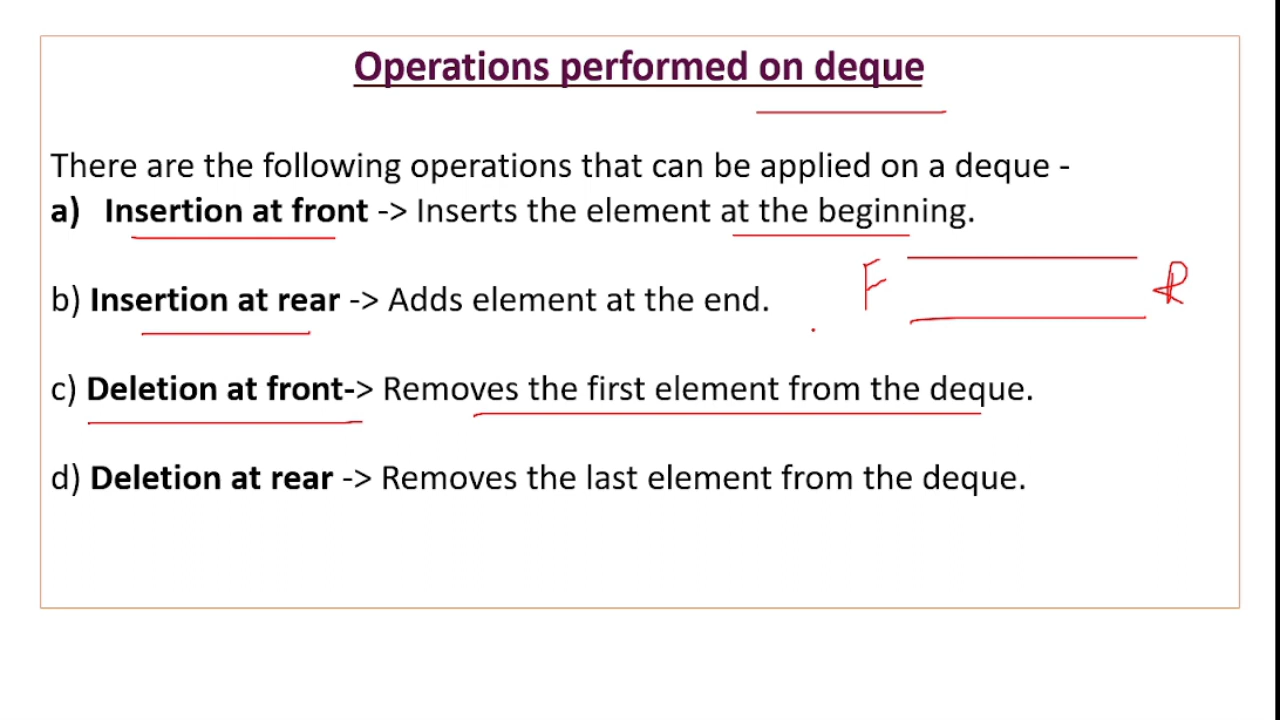 Operations performed on deque
There are the following operations that can be applied on a deque -
a) Insertion at front -> Inserts the element at the beginning.
b) Insertion at rear -> Adds element at the end.
F R
c) Deletion at front-> Removes the first element from the deque.
d) Deletion at rear -> Removes the last element from the deque.